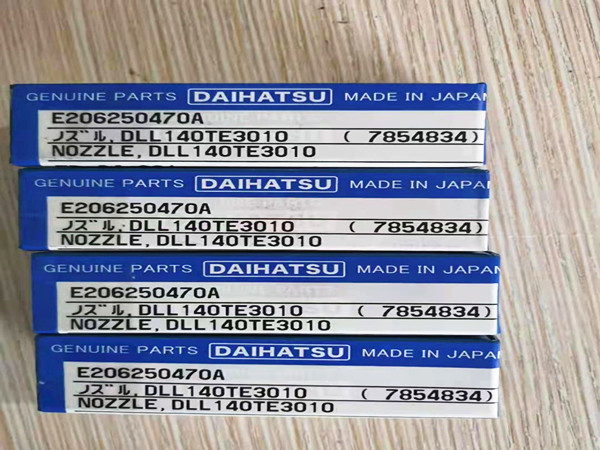 GENUINE PARTS DAIHATSU MADE IN JAPAN
E206250470A
ノズル,DLL140TE3010 ( 7854834)
NOZZLE,DLL140TE3010
GENUINE PARTS DAIHATSU MADE IN JAPAN
E206250470A
ノズル,DLL140TE3010 ( 7854834)
NOZZLE,DLL140TE3010
GENUINE PARTS DAIHATSU MADE IN JAPAN
E206250470A
ノズル,DLL140TE3010 ( 7854834)
NOZZLE,DLL140TE3010
GENUINE PARTS DAIHATSU MADE IN JAPAN
E206250470A
ノズル,DLL140TE3010 ( 7854834)
NOZZLE,DLL140TE3010